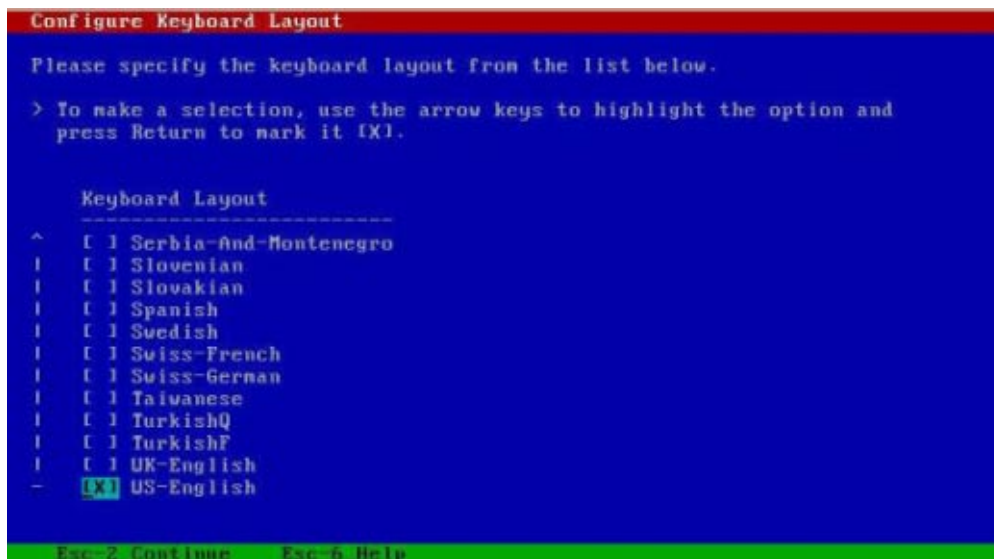 Configure Keyboard Layout
Please specify the keyboard layout from the list below.
> To make a selection, use the arrow keys to highlight the option and
press Return to mark it [X].
Keyboard Layout
-------------------------
^ [ ] Serbia-And-Montenegro
| [ ] Slovenian
| [ ] Slovakian
| [ ] Spanish
| [ ] Swedish
| [ ] Swiss-French
| [ ] Swiss-German
| [ ] Taiwanese
| [ ] TurkishQ
| [ ] TurkishF
| [ ] UK-English
- [X] US-English
Esc-2 Continue Esc-6 Help